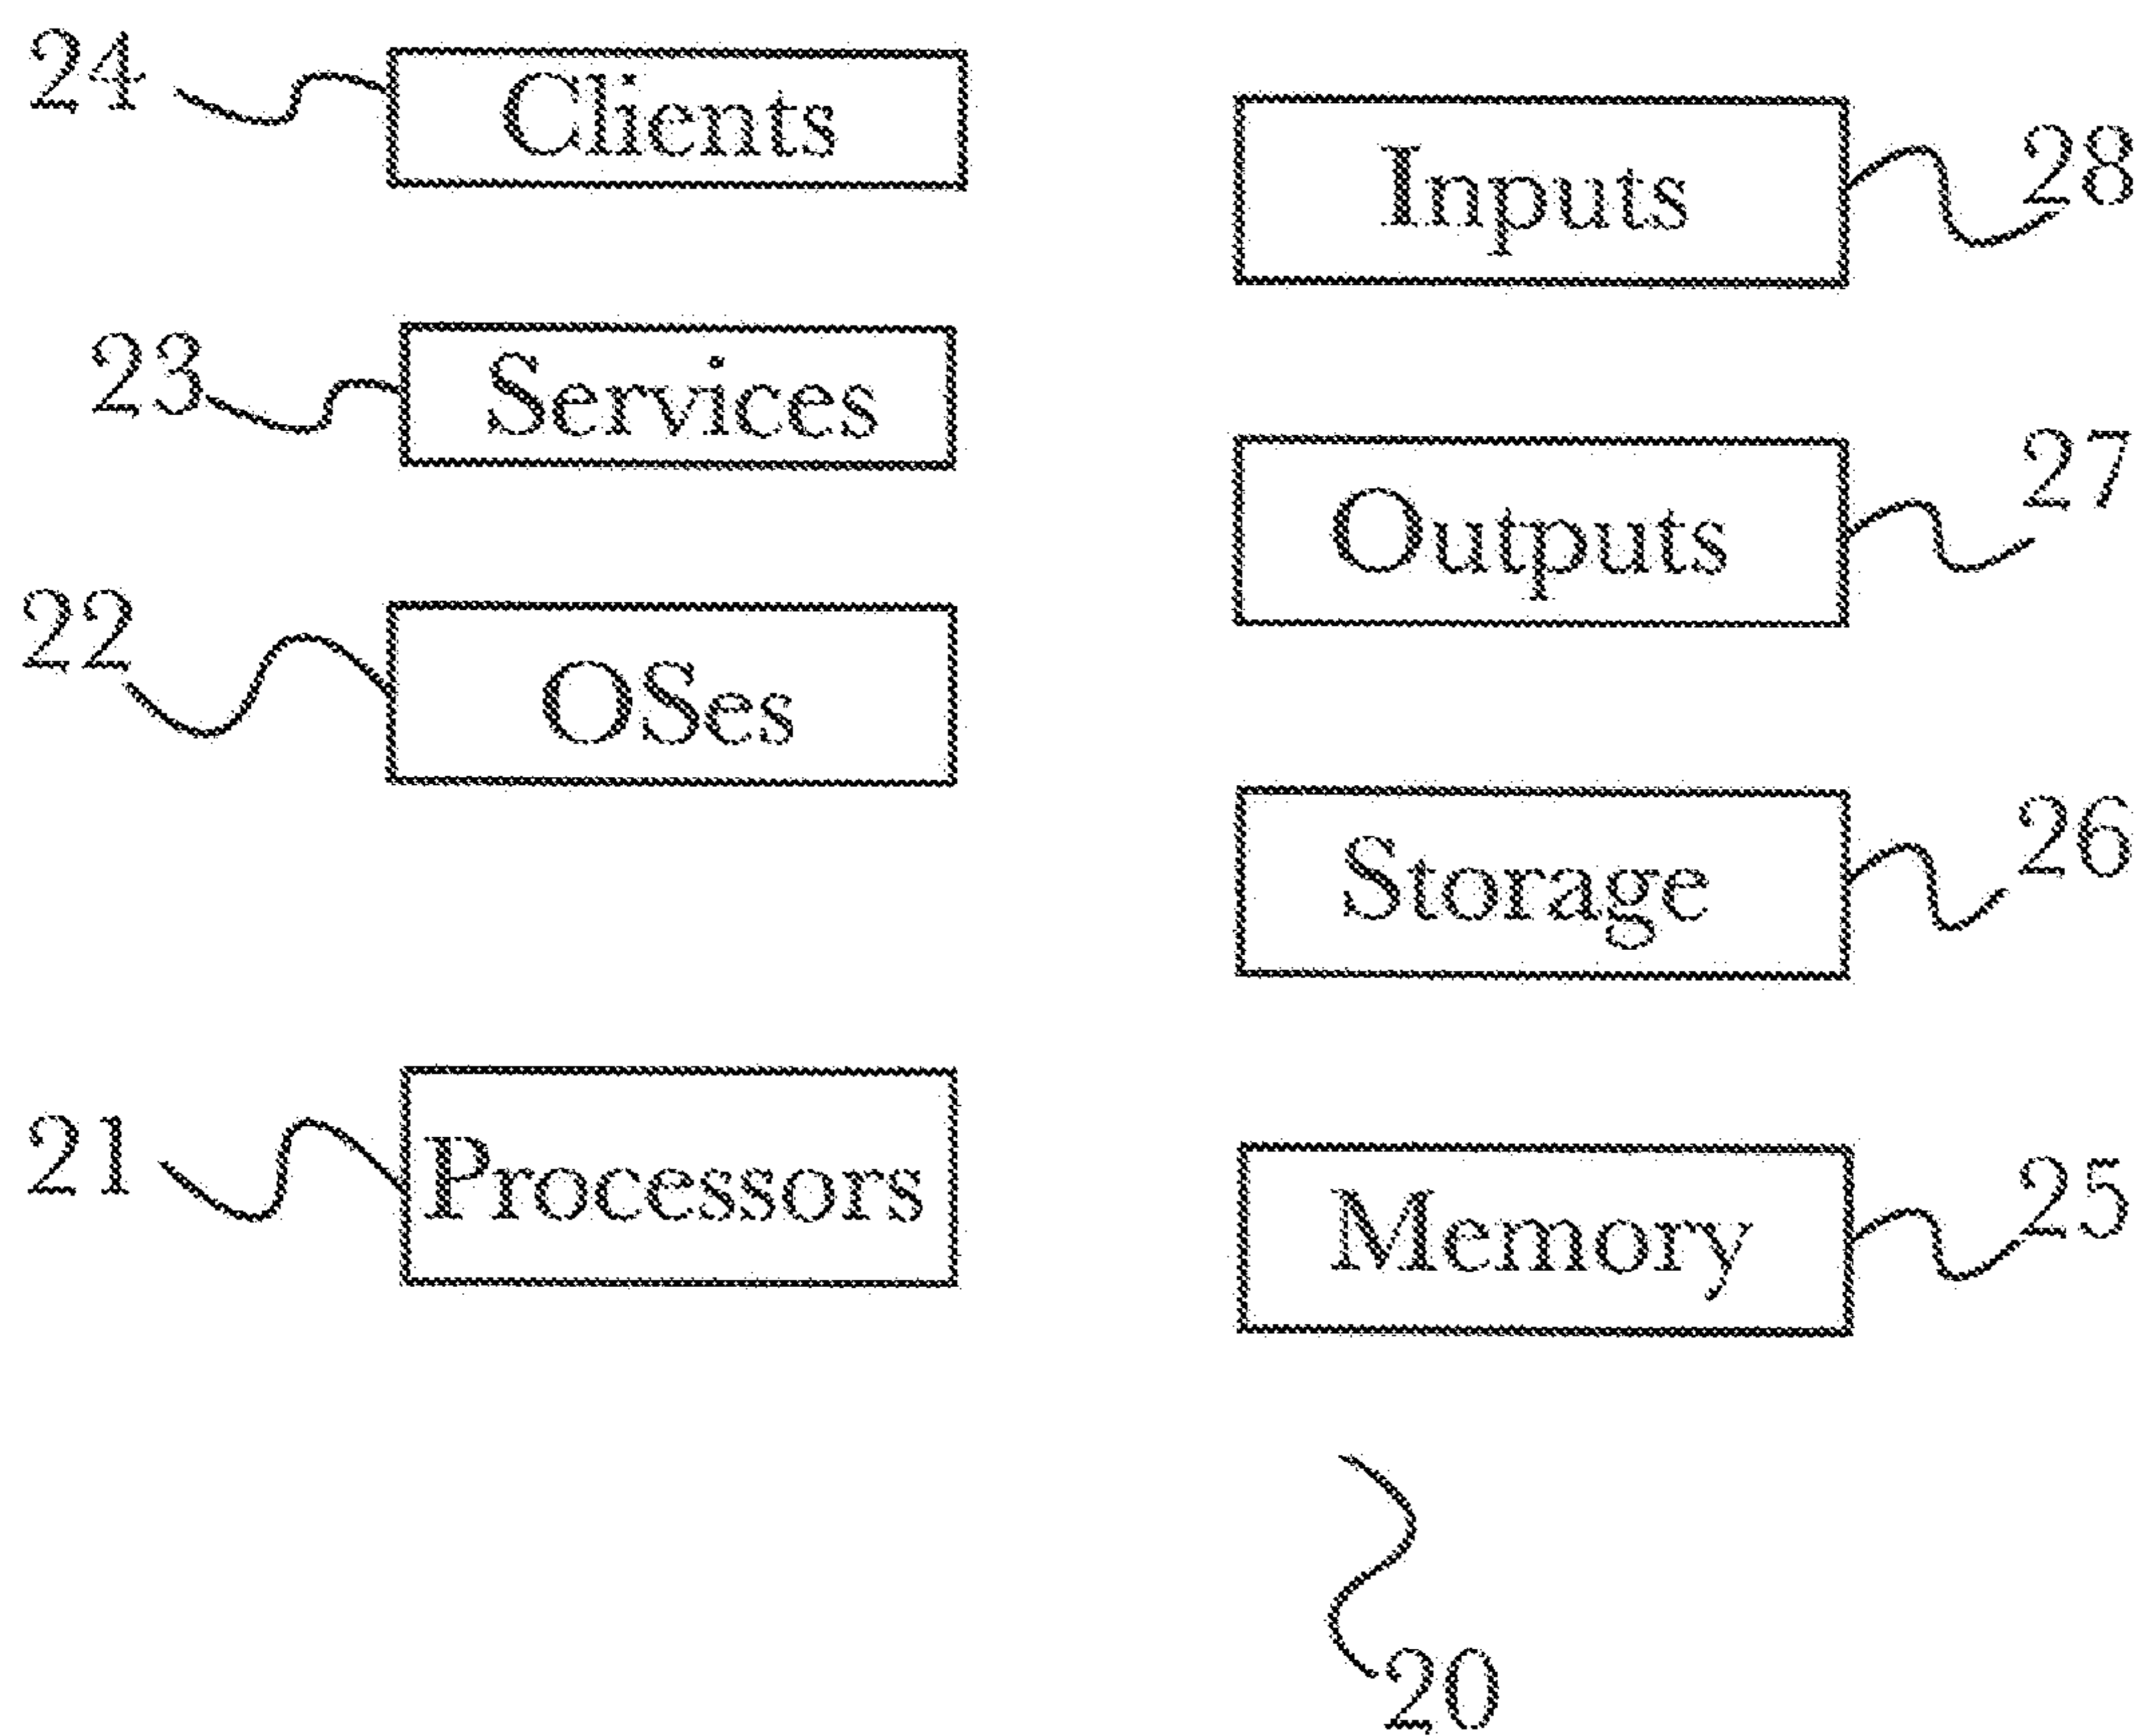 24 Clients
Inputs 28
23 Services
Outputs 27
22 OSes
Storage 26
21 Processors
Memory 25
20